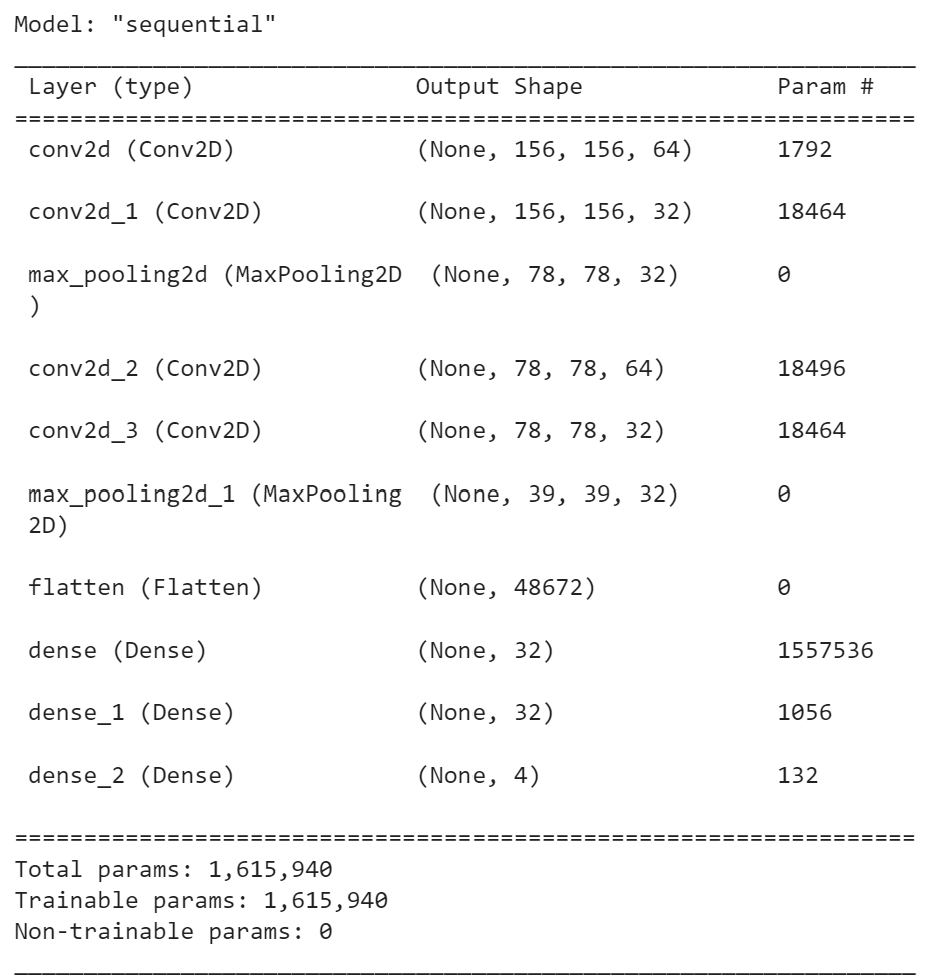 Model: "sequential"
_________________________________________________________________
Layer (type) Output Shape Param #
=================================================================
conv2d (Conv2D) (None, 156, 156, 64) 1792
conv2d_1 (Conv2D) (None, 156, 156, 32) 18464
max_pooling2d (MaxPooling2D (None, 78, 78, 32) 0
)
conv2d_2 (Conv2D) (None, 78, 78, 64) 18496
conv2d_3 (Conv2D) (None, 78, 78, 32) 18464
max_pooling2d_1 (MaxPooling (None, 39, 39, 32) 0
2D)
flatten (Flatten) (None, 48672) 0
dense (Dense) (None, 32) 1557536
dense_1 (Dense) (None, 32) 1056
dense_2 (Dense) (None, 4) 132
=================================================================
Total params: 1,615,940
Trainable params: 1,615,940
Non-trainable params: 0
_________________________________________________________________